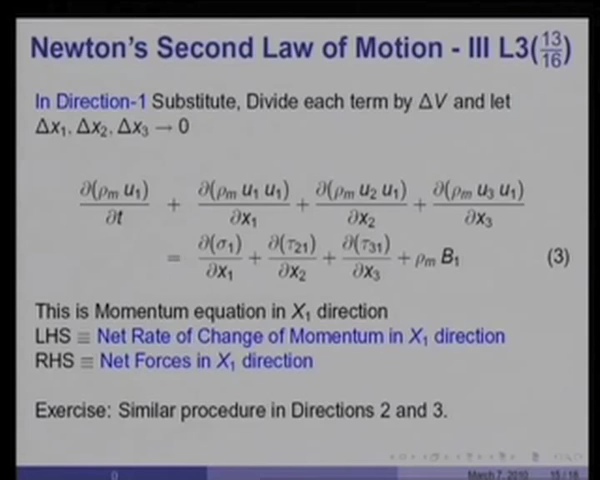 Newton's Second Law of Motion - III L3(13/16)
In Direction-1 Substitute, Divide each term by ΔV and let
Δx₁, Δx₂, Δx₃ → 0
∂(ρₘ u₁)/∂t + ∂(ρₘ u₁ u₁)/∂x₁ + ∂(ρₘ u₂ u₁)/∂x₂ + ∂(ρₘ u₃ u₁)/∂x₃
= ∂(σ₁)/∂x₁ + ∂(τ₂₁)/∂x₂ + ∂(τ₃₁)/∂x₃ + ρₘ B₁ (3)
This is Momentum equation in X₁ direction
LHS ≡ Net Rate of Change of Momentum in X₁ direction
RHS ≡ Net Forces in X₁ direction
Exercise: Similar procedure in Directions 2 and 3.
() March 7, 2010 15 / 18